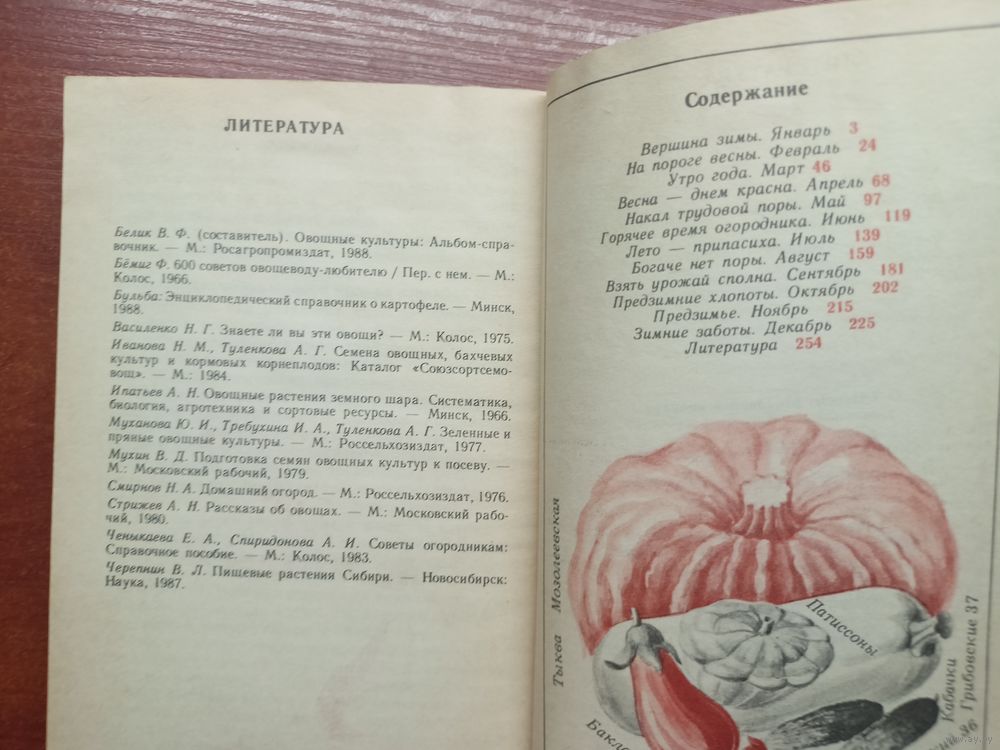 ЛИТЕРАТУРА
Белик В. Ф. (составитель). Овощные культуры: Альбом-спра-
вочник. — М.: Росагропромиздат, 1988.
Бёмиг Ф. 600 советов овощеводу-любителю / Пер. с нем. — М.:
Колос, 1966.
Бульба: Энциклопедический справочник о картофеле. — Минск,
1988.
Василенко Н. Г. Знаете ли вы эти овощи? — М.: Колос, 1975.
Иванова Н. М., Туленкова А. Г. Семена овощных, бахчевых
культур и кормовых корнеплодов: Каталог «Союзсортсемо-
вощ». — М.: 1984.
Ипатьев А. Н. Овощные растения земного шара. Систематика,
биология, агротехника и сортовые ресурсы. — Минск, 1966.
Муханова Ю. И., Требухина И. А., Туленкова А. Г. Зеленные и
пряные овощные культуры. — М.: Россельхозиздат, 1977.
Мухин В. Д. Подготовка семян овощных культур к посеву. —
М.: Московский рабочий, 1979.
Смирнов Н. А. Домашний огород. — М.: Россельхозиздат, 1976.
Стрижев А. Н. Рассказы об овощах. — М.: Московский рабо-
чий, 1980.
Ченыкаева Е. А., Спиридонова А. И. Советы огородникам:
Справочное пособие. — М.: Колос, 1983.
Черепнин В. Л. Пищевые растения Сибири. — Новосибирск:
Наука, 1987.
Содержание
Вершина зимы. Январь 3
На пороге весны. Февраль 24
Утро года. Март 46
Весна — днем красна. Апрель 68
Накал трудовой поры. Май 97
Горячее время огородника. Июнь 119
Лето — припасиха. Июль 139
Богаче нет поры. Август 159
Взять урожай сполна. Сентябрь 181
Предзимние хлопоты. Октябрь 202
Предзимье. Ноябрь 215
Зимние заботы. Декабрь 225
Литература 254
Тыква Мозолеевская
Патиссоны
Кабачки
Грибовские 37
Бакла